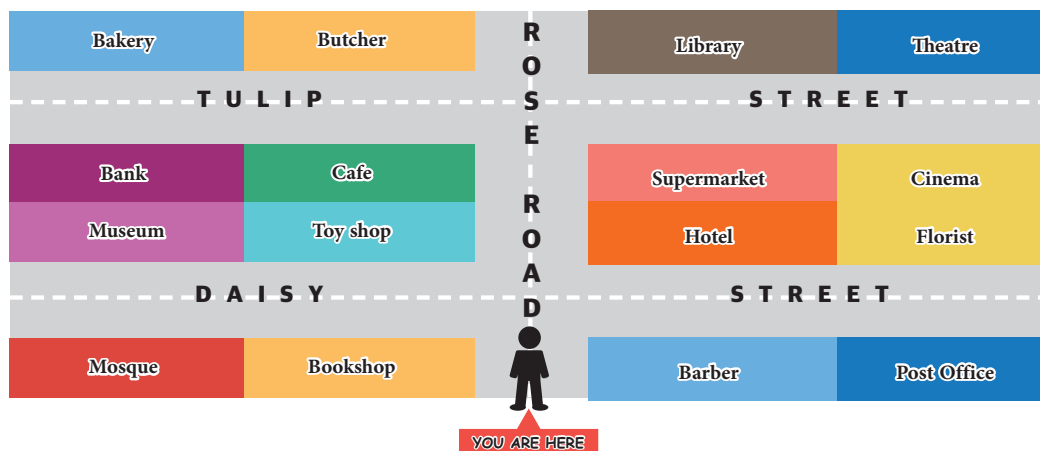 Bakery
Butcher
Library
Theatre
ROSE ROAD
TULIP STREET
Bank
Cafe
Supermarket
Cinema
Museum
Toy shop
Hotel
Florist
DAISY STREET
Mosque
Bookshop
Barber
Post Office
YOU ARE HERE